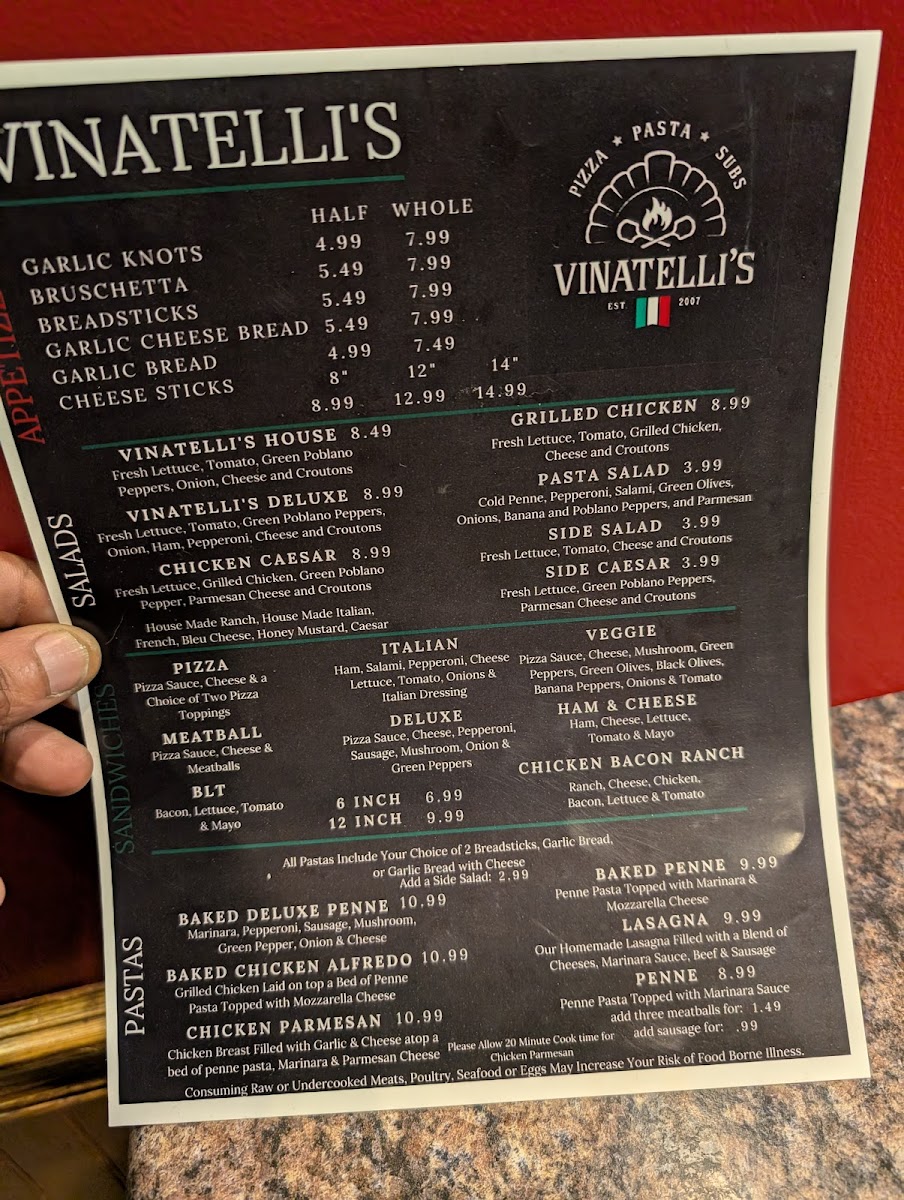 VINATELLI'S
PIZZA ★ PASTA ★ SUBS
VINATELLI'S
EST. 2007
APPETIZE
HALF WHOLE
GARLIC KNOTS 4.99 7.99
BRUSCHETTA 5.49 7.99
BREADSTICKS 5.49 7.99
GARLIC CHEESE BREAD 5.49 7.99
GARLIC BREAD 4.99 7.49
8" 12" 14"
CHEESE STICKS 8.99 12.99 14.99
SALADS
VINATELLI'S HOUSE 8.49
Fresh Lettuce, Tomato, Green Poblano
Peppers, Onion, Cheese and Croutons
VINATELLI'S DELUXE 8.99
Fresh Lettuce, Tomato, Green Poblano Peppers,
Onion, Ham, Pepperoni, Cheese and Croutons
CHICKEN CAESAR 8.99
Fresh Lettuce, Grilled Chicken, Green Poblano
Pepper, Parmesan Cheese and Croutons
House Made Ranch, House Made Italian,
French, Bleu Cheese, Honey Mustard, Caesar
GRILLED CHICKEN 8.99
Fresh Lettuce, Tomato, Grilled Chicken,
Cheese and Croutons
PASTA SALAD 3.99
Cold Penne, Pepperoni, Salami, Green Olives,
Onions, Banana and Poblano Peppers, and Parmesan
SIDE SALAD 3.99
Fresh Lettuce, Tomato, Cheese and Croutons
SIDE CAESAR 3.99
Fresh Lettuce, Green Poblano Peppers,
Parmesan Cheese and Croutons
SANDWICHES
PIZZA
Pizza Sauce, Cheese & a
Choice of Two Pizza
Toppings
MEATBALL
Pizza Sauce, Cheese &
Meatballs
BLT
Bacon, Lettuce, Tomato
& Mayo
ITALIAN
Ham, Salami, Pepperoni, Cheese
Lettuce, Tomato, Onions &
Italian Dressing
DELUXE
Pizza Sauce, Cheese, Pepperoni,
Sausage, Mushroom, Onion &
Green Peppers
6 INCH 6.99
12 INCH 9.99
VEGGIE
Pizza Sauce, Cheese, Mushroom, Green
Peppers, Green Olives, Black Olives,
Banana Peppers, Onions & Tomato
HAM & CHEESE
Ham, Cheese, Lettuce,
Tomato & Mayo
CHICKEN BACON RANCH
Ranch, Cheese, Chicken,
Bacon, Lettuce & Tomato
PASTAS
All Pastas Include Your Choice of 2 Breadsticks, Garlic Bread,
or Garlic Bread with Cheese
Add a Side Salad: 2.99
BAKED DELUXE PENNE 10.99
Marinara, Pepperoni, Sausage, Mushroom,
Green Pepper, Onion & Cheese
BAKED CHICKEN ALFREDO 10.99
Grilled Chicken Laid on top a Bed of Penne
Pasta Topped with Mozzarella Cheese
CHICKEN PARMESAN 10.99
Chicken Breast Filled with Garlic & Cheese atop a
bed of penne pasta, Marinara & Parmesan Cheese
BAKED PENNE 9.99
Penne Pasta Topped with Marinara &
Mozzarella Cheese
LASAGNA 9.99
Our Homemade Lasagna Filled with a Blend of
Cheeses, Marinara Sauce, Beef & Sausage
PENNE 8.99
Penne Pasta Topped with Marinara Sauce
add three meatballs for: 1.49
add sausage for: .99
Please Allow 20 Minute Cook time for
Chicken Parmesan
Consuming Raw or Undercooked Meats, Poultry, Seafood or Eggs May Increase Your Risk of Food Borne Illness.